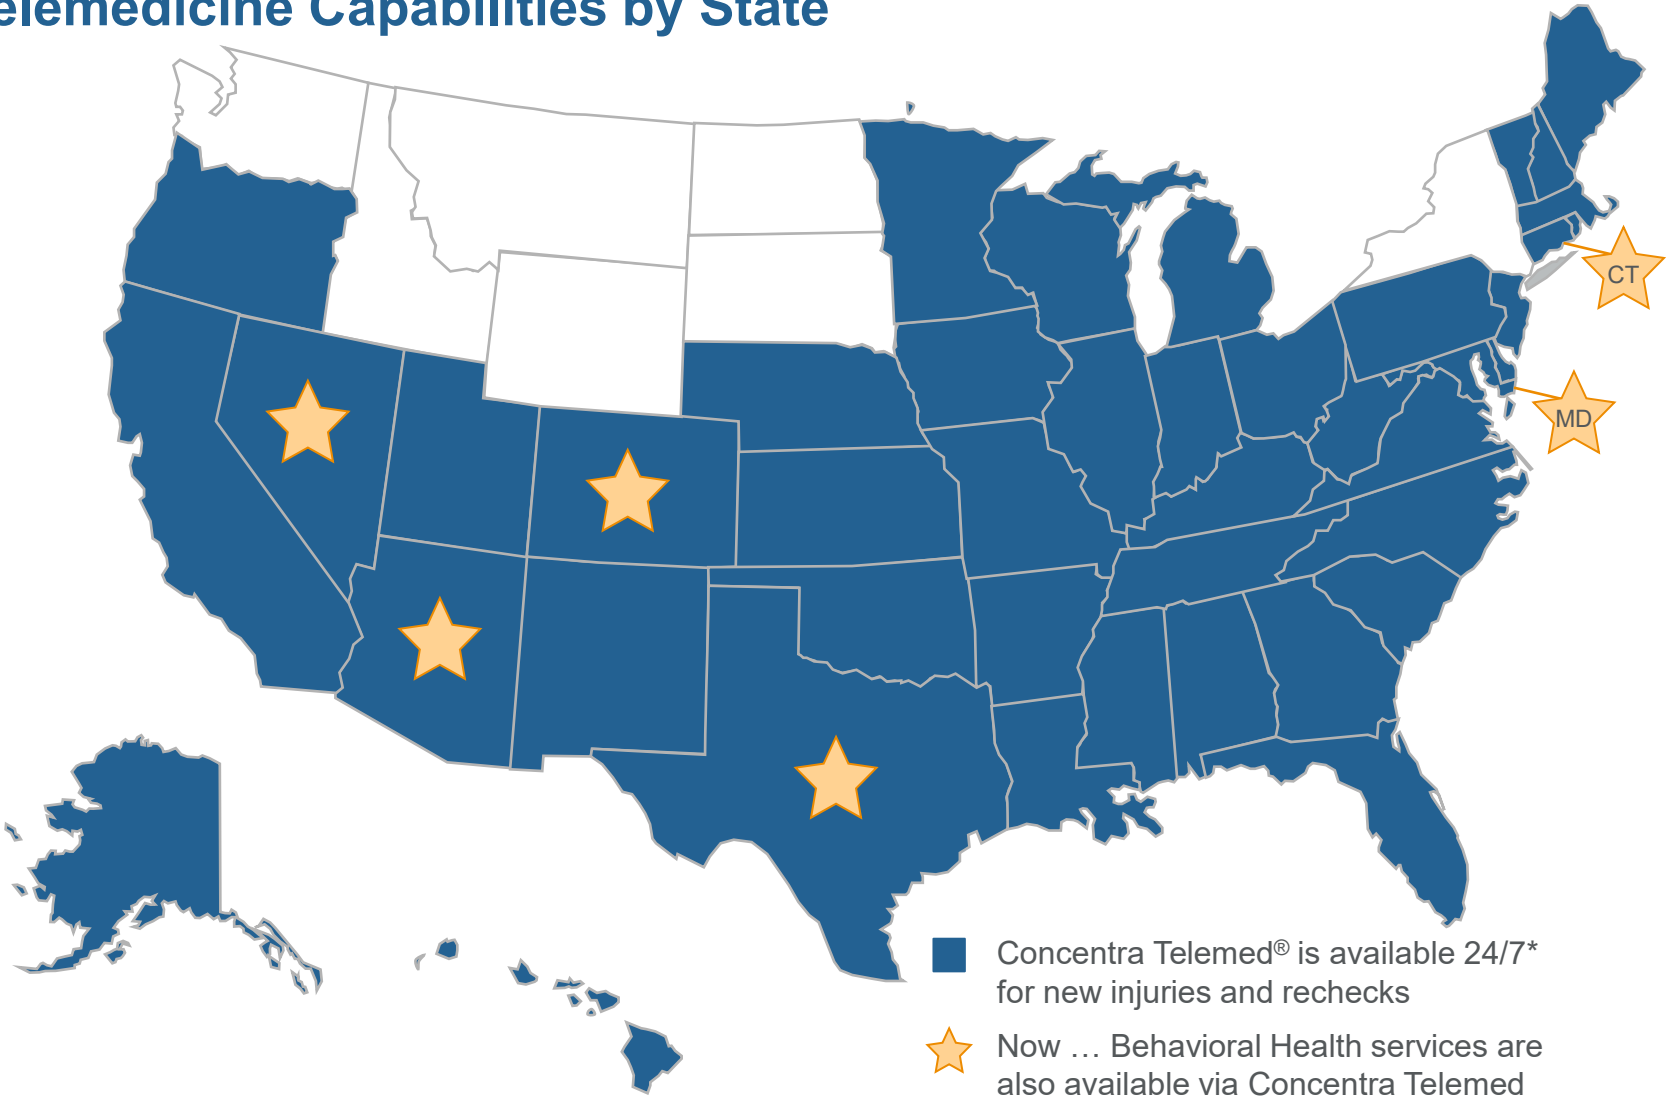 elemedicine Capabilities by State
CT
MD
Concentra Telemed® is available 24/7*
for new injuries and rechecks
Now … Behavioral Health services are
also available via Concentra Telemed